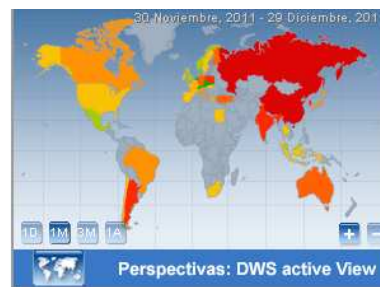 30 Noviembre, 2011 - 29 Diciembre, 201
1D 1M 3M 1A
+ -
Perspectivas: DWS active View